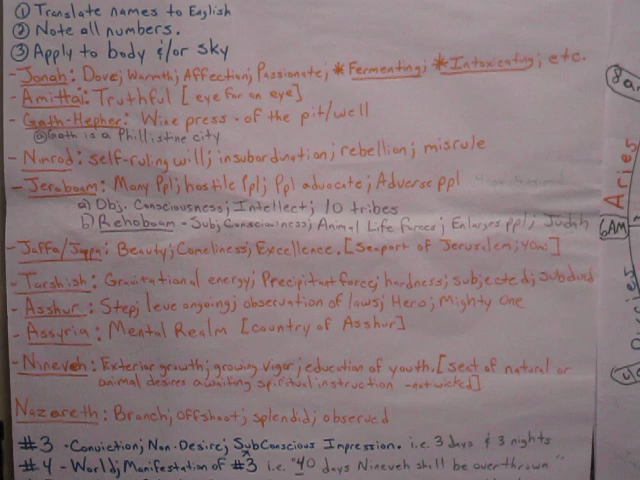 ① Translate names to English
② Note all numbers.
③ Apply to body &/or sky
- Jonah: Dove; Warmth; Affection; Passionate; *Fermenting; *Intoxicating; etc.
- Amittai: Truthful [eye for an eye]
- Gath-Hepher: Wine press - of the pit/well
@Gath is a Phillistine city
- Nimrod: self-ruling will; insubordination; rebellion; misrule
- Jeroboam: Many Ppl; hostile Ppl; Ppl advocate; Adverse ppl
a) Obj. Consciousness; Intellect; 10 tribes
b) Rehoboam - Subj Consciousness; Animal Life forces; Enlarges ppl; Judah
- Jaffa/Joppa: Beauty; Comeliness; Excellence. [Seaport of Jerusalem; yoni]
- Tarshish: Gravitational energy; Precipitant force; hardness; subjected; subdued
- Asshur: Step; leve ongoing; observation of laws; Hero; Mighty One
- Assyria: Mental Realm [country of Asshur]
- Nineveh: Exterior growth; growing vigor; education of youth. [seat of natural or
animal desires awaiting spiritual instruction - not wicked]
Nazareth: Branch; offshoot; splendid; observed
#3 - Conviction; Non-Desire; SubConscious Impression. i.e. 3 days & 3 nights
#4 - World; Manifestation of #3 i.e. "40 days Nineveh shall be overthrown"
Aries
6AM